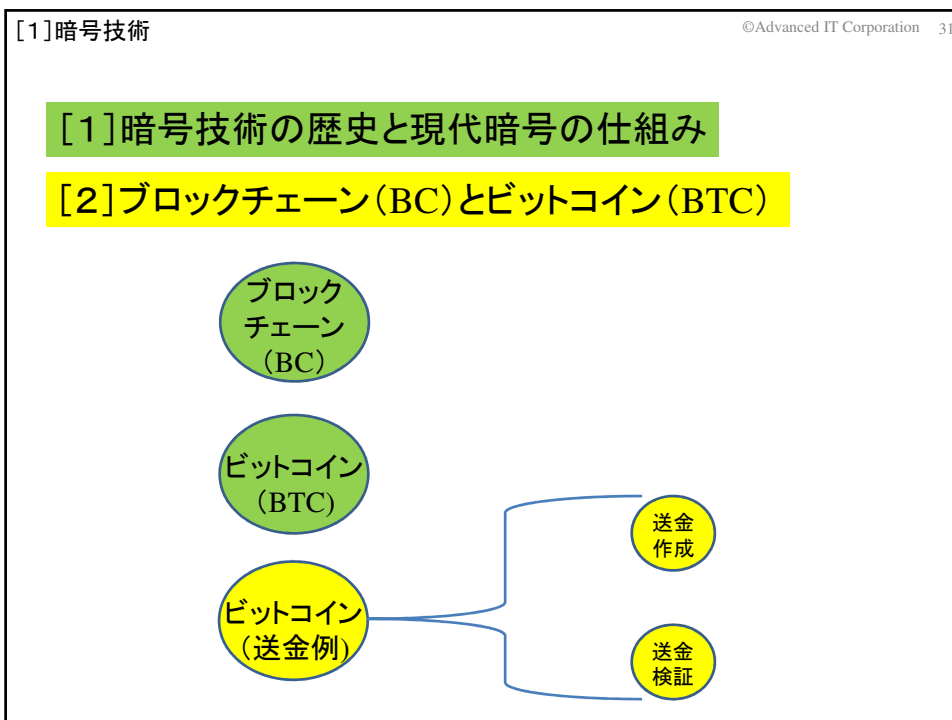 [1]暗号技術
©Advanced IT Corporation 31
[1]暗号技術の歴史と現代暗号の仕組み
[2]ブロックチェーン(BC)とビットコイン(BTC)
ブロック
チェーン
(BC)
ビットコイン
(BTC)
ビットコイン
(送金例)
送金
作成
送金
検証